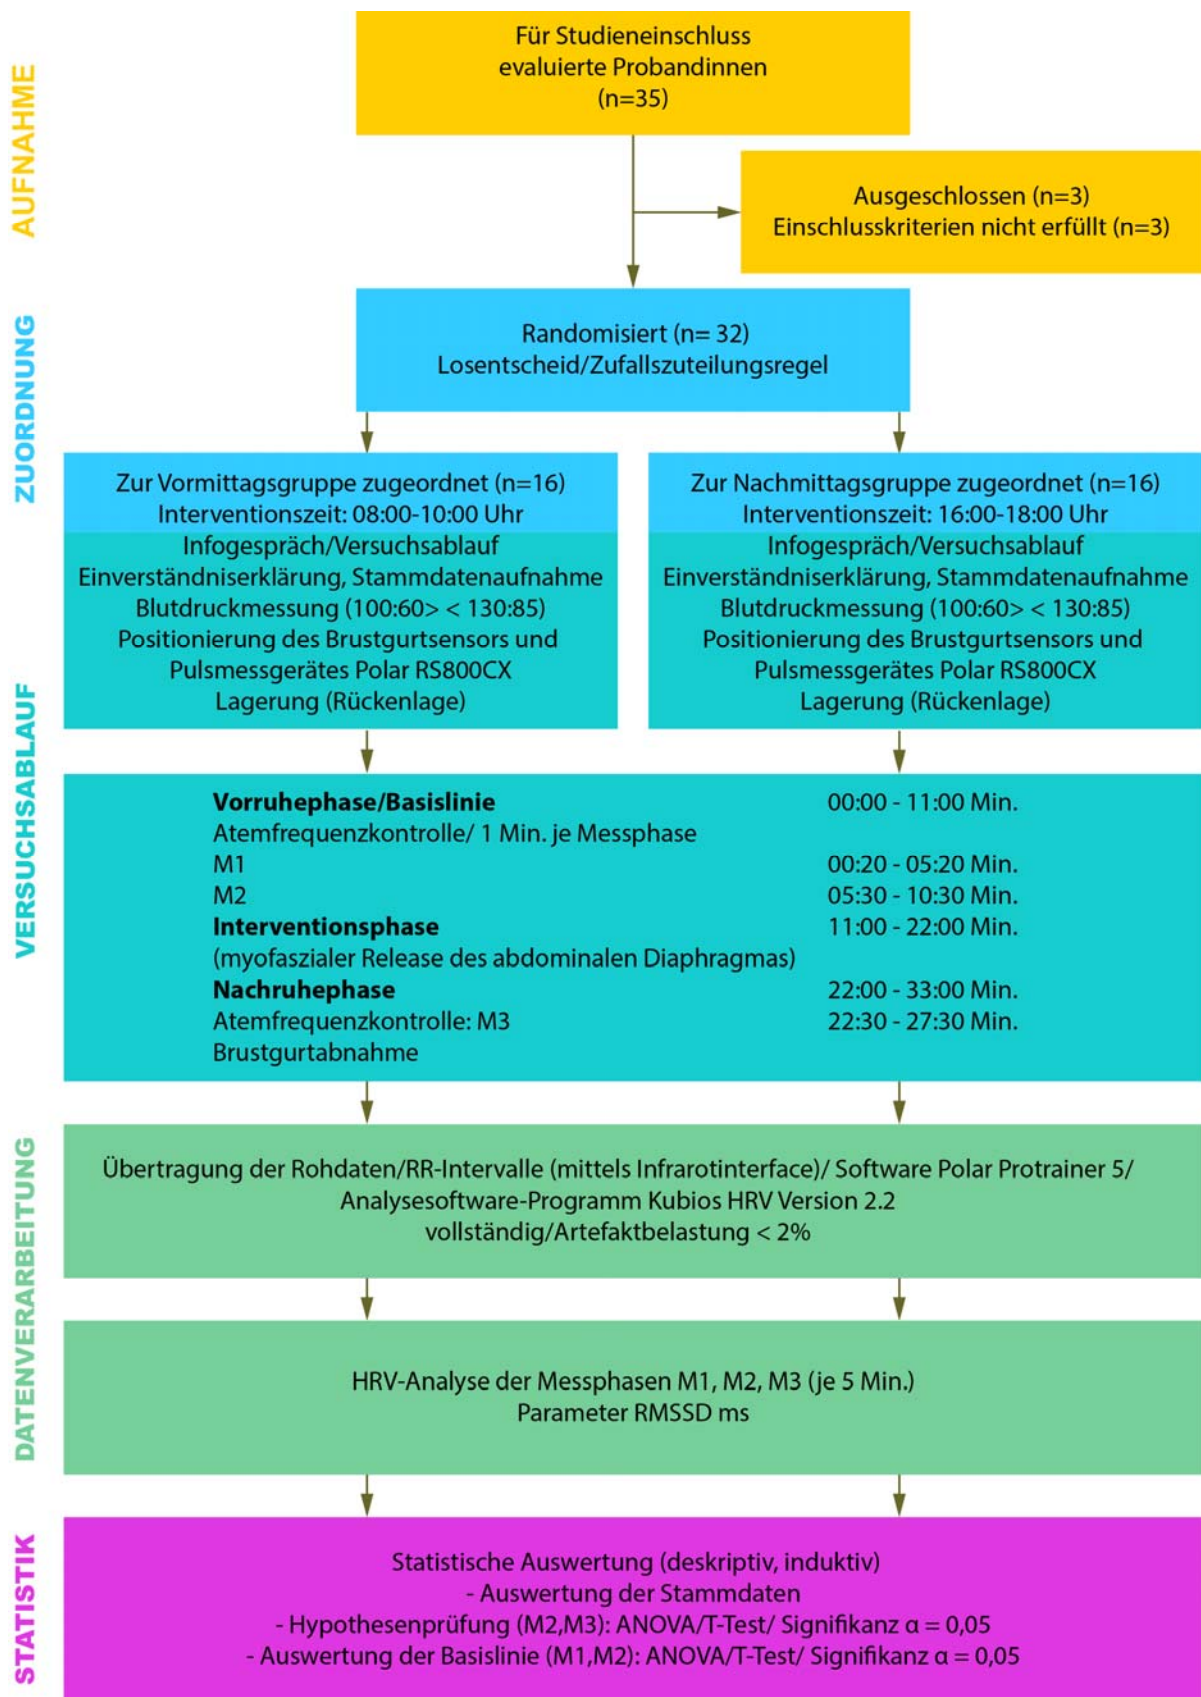 AUFNAHME
Für Studieneinschluss
evaluierte Probandinnen
(n=35)
Ausgeschlossen (n=3)
Einschlusskriterien nicht erfüllt (n=3)
ZUORDNUNG
Randomisiert (n= 32)
Losentscheid/Zufallszuteilungsregel
Zur Vormittagsgruppe zugeordnet (n=16)
Interventionszeit: 08:00-10:00 Uhr
Infogespräch/Versuchsablauf
Einverständniserklärung, Stammdatenaufnahme
Blutdruckmessung (100:60> < 130:85)
Positionierung des Brustgurtsensors und
Pulsmessgerätes Polar RS800CX
Lagerung (Rückenlage)
Zur Nachmittagsgruppe zugeordnet (n=16)
Interventionszeit: 16:00-18:00 Uhr
Infogespräch/Versuchsablauf
Einverständniserklärung, Stammdatenaufnahme
Blutdruckmessung (100:60> < 130:85)
Positionierung des Brustgurtsensors und
Pulsmessgerätes Polar RS800CX
Lagerung (Rückenlage)
VERSUCHSABLAUF
Vorruhephase/Basislinie 00:00 - 11:00 Min.
Atemfrequenzkontrolle/ 1 Min. je Messphase
M1 00:20 - 05:20 Min.
M2 05:30 - 10:30 Min.
Interventionsphase 11:00 - 22:00 Min.
(myofaszialer Release des abdominalen Diaphragmas)
Nachruhephase 22:00 - 33:00 Min.
Atemfrequenzkontrolle: M3 22:30 - 27:30 Min.
Brustgurtabnahme
DATENVERARBEITUNG
Übertragung der Rohdaten/RR-Intervalle (mittels Infrarotinterface)/ Software Polar Protrainer 5/
Analysesoftware-Programm Kubios HRV Version 2.2
vollständig/Artefaktbelastung < 2%
HRV-Analyse der Messphasen M1, M2, M3 (je 5 Min.)
Parameter RMSSD ms
STATISTIK
Statistische Auswertung (deskriptiv, induktiv)
- Auswertung der Stammdaten
- Hypothesenprüfung (M2,M3): ANOVA/T-Test/ Signifikanz α = 0,05
- Auswertung der Basislinie (M1,M2): ANOVA/T-Test/ Signifikanz α = 0,05